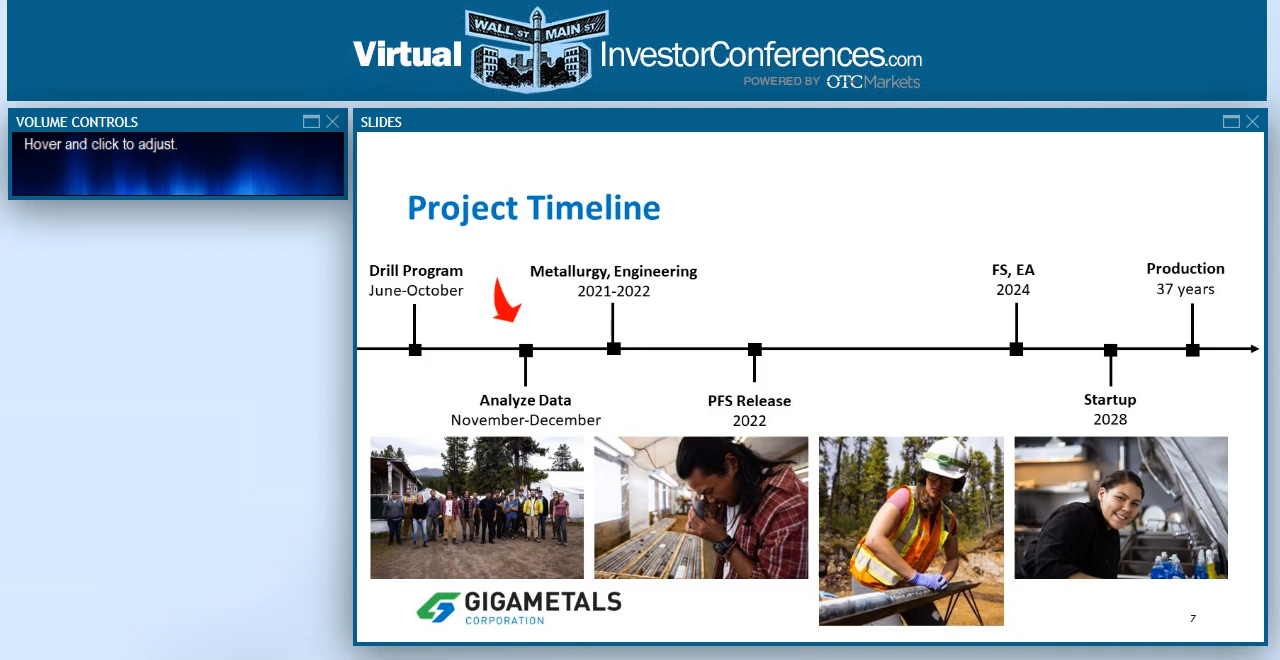 WALL ST MAIN ST
Virtual InvestorConferences.com
POWERED BY OTCMarkets
VOLUME CONTROLS
Hover and click to adjust.
SLIDES
Project Timeline
Drill Program
June-October
Metallurgy, Engineering
2021-2022
FS, EA
2024
Production
37 years
Analyze Data
November-December
PFS Release
2022
Startup
2028
GIGAMETALS
CORPORATION
7